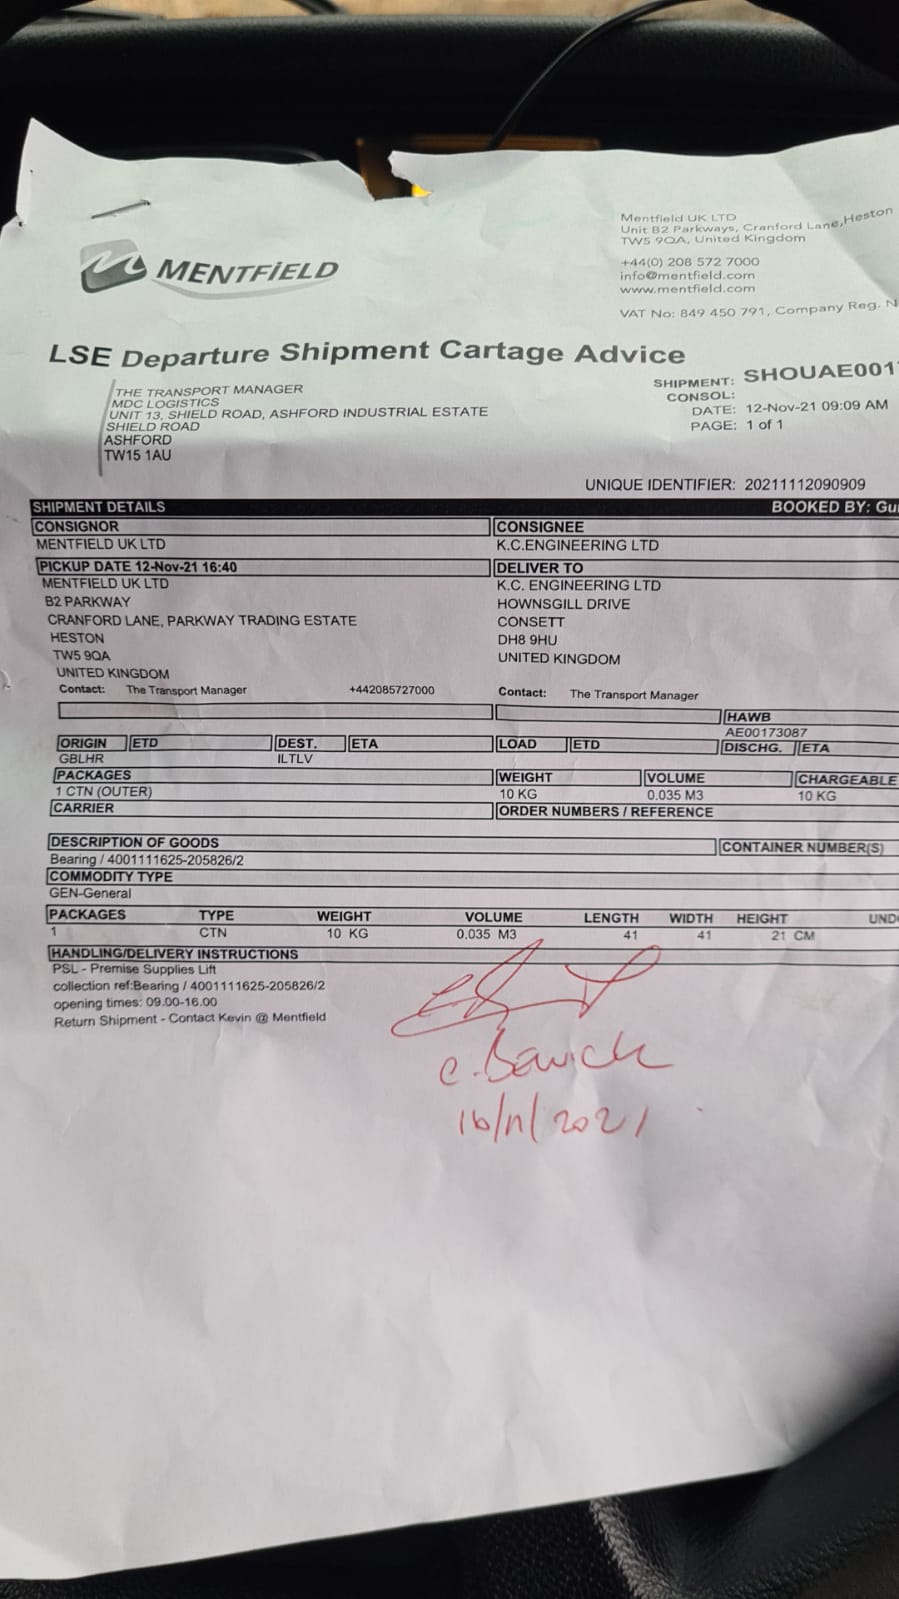 Mentfield UK LTD
Unit B2 Parkways, Cranford Lane,Heston
TW5 9QA, United Kingdom
+44(0) 208 572 7000
info@mentfield.com
www.mentfield.com
VAT No: 849 450 791, Company Reg. N
MENTFiELD
LSE Departure Shipment Cartage Advice
THE TRANSPORT MANAGER
MDC LOGISTICS
UNIT 13, SHIELD ROAD, ASHFORD INDUSTRIAL ESTATE
SHIELD ROAD
ASHFORD
TW15 1AU
SHIPMENT: SHOUAE001
CONSOL:
DATE: 12-Nov-21 09:09 AM
PAGE: 1 of 1
UNIQUE IDENTIFIER: 20211112090909
SHIPMENT DETAILS BOOKED BY: Gu
CONSIGNOR CONSIGNEE
MENTFIELD UK LTD K.C.ENGINEERING LTD
PICKUP DATE 12-Nov-21 16:40 DELIVER TO
MENTFIELD UK LTD K.C. ENGINEERING LTD
B2 PARKWAY HOWNSGILL DRIVE
CRANFORD LANE, PARKWAY TRADING ESTATE CONSETT
HESTON DH8 9HU
TW5 9QA UNITED KINGDOM
UNITED KINGDOM
Contact: The Transport Manager +442085727000 Contact: The Transport Manager
HAWB
AE00173087
ORIGIN ETD DEST. ETA LOAD ETD DISCHG. ETA
GBLHR ILTLV
PACKAGES WEIGHT VOLUME CHARGEABLE
1 CTN (OUTER) 10 KG 0.035 M3 10 KG
CARRIER ORDER NUMBERS / REFERENCE
DESCRIPTION OF GOODS CONTAINER NUMBER(S)
Bearing / 4001111625-205826/2
COMMODITY TYPE
GEN-General
PACKAGES TYPE WEIGHT VOLUME LENGTH WIDTH HEIGHT UND
1 CTN 10 KG 0.035 M3 41 41 21 CM
HANDLING/DELIVERY INSTRUCTIONS
PSL - Premise Supplies Lift
collection ref:Bearing / 4001111625-205826/2
opening times: 09.00-16.00
Return Shipment - Contact Kevin @ Mentfield
16/11/2021